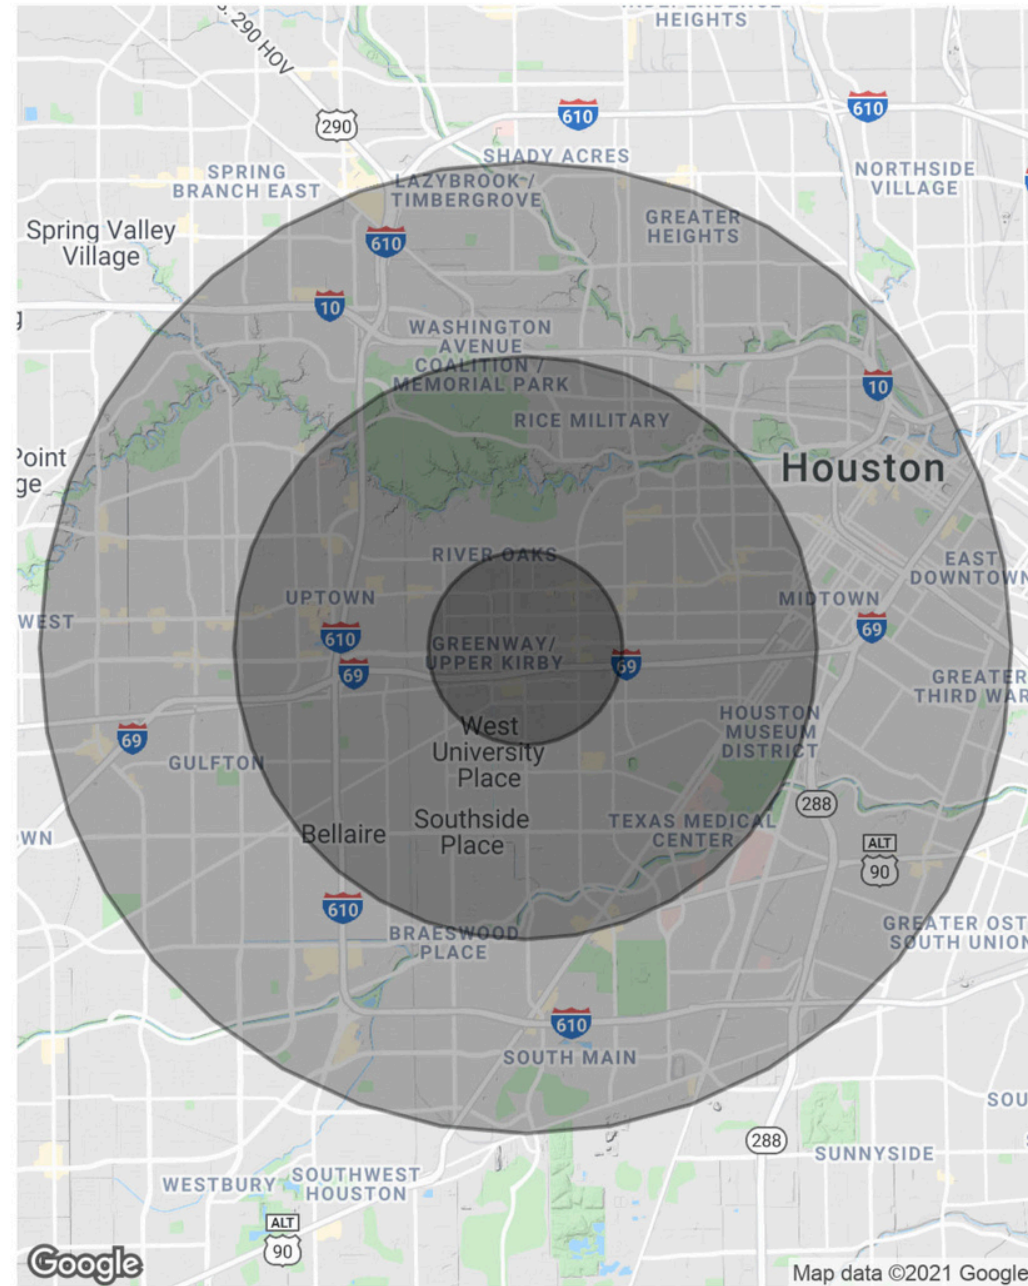 HEIGHTS
S. 290 HOV
290
610
610
SHADY ACRES
SPRING
BRANCH EAST
LAZYBROOK /
TIMBERGROVE
NORTHSIDE
VILLAGE
Spring Valley
Village
610
GREATER
HEIGHTS
10
WASHINGTON
AVENUE
COALITION /
MEMORIAL PARK
10
RICE MILITARY
Point
ge
Houston
RIVER OAKS
EAST
DOWNTOWN
UPTOWN
MIDTOWN
WEST
610
69
GREENWAY/
UPPER KIRBY
69
69
GREATER
THIRD WAR
69
GULFTON
West
University
Place
HOUSTON
MUSEUM
DISTRICT
288
Bellaire
Southside
Place
TEXAS MEDICAL
CENTER
OWN
ALT
90
610
BRAESWOOD
PLACE
GREATER OST
SOUTH UNION
610
SOUTH MAIN
SOU
288
SUNNYSIDE
WESTBURY
SOUTHWEST
HOUSTON
ALT
90
Google
Map data ©2021 Google